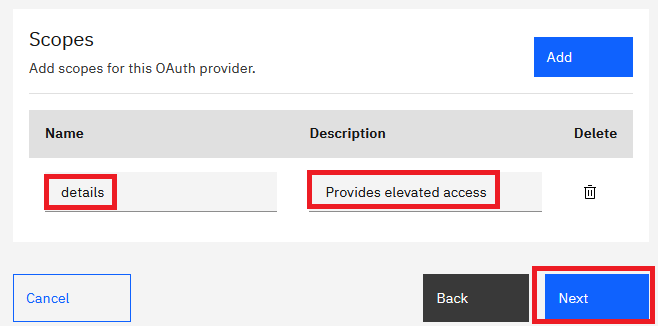 Scopes
Add scopes for this OAuth provider.
Add
Name Description Delete
details Provides elevated access
Cancel Back Next